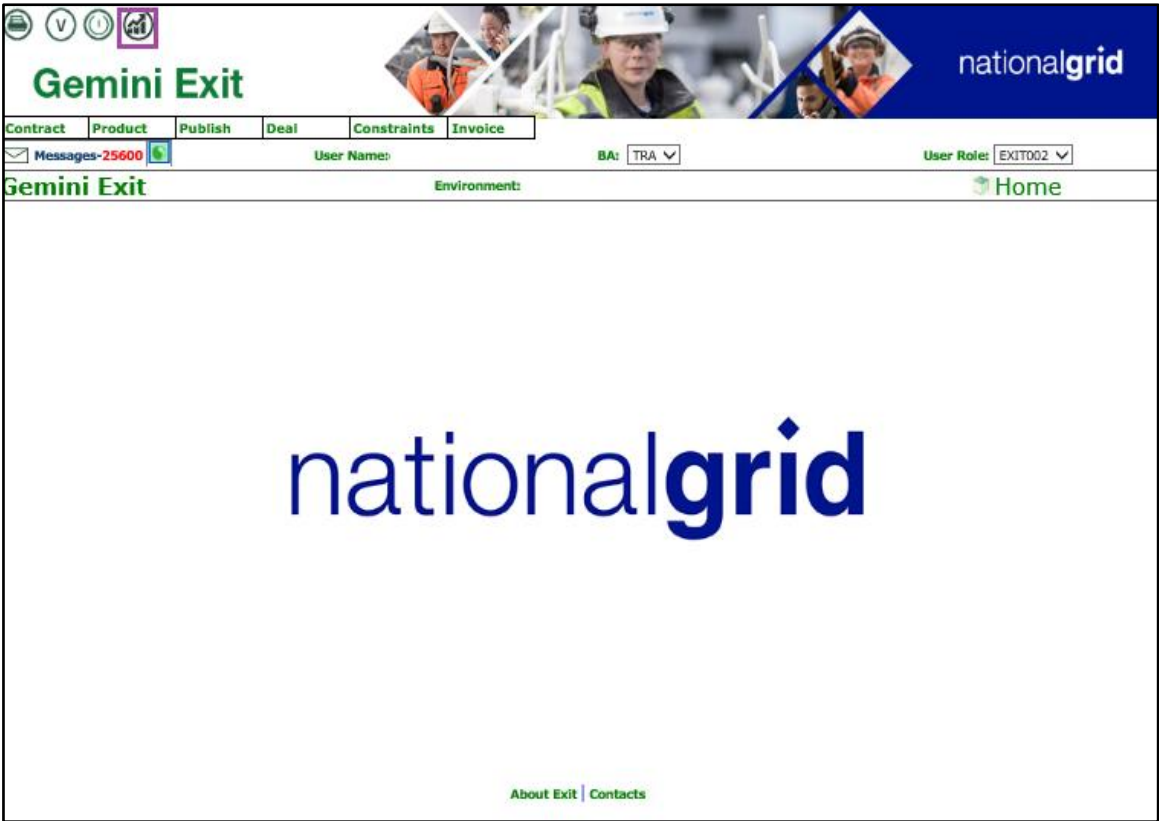 V
Gemini Exit
nationalgrid
Contract Product Publish Deal Constraints Invoice
Messages-25600 User Name: BA: TRA User Role: EXIT002
Gemini Exit Environment: Home
nationalgrid
About Exit | Contacts